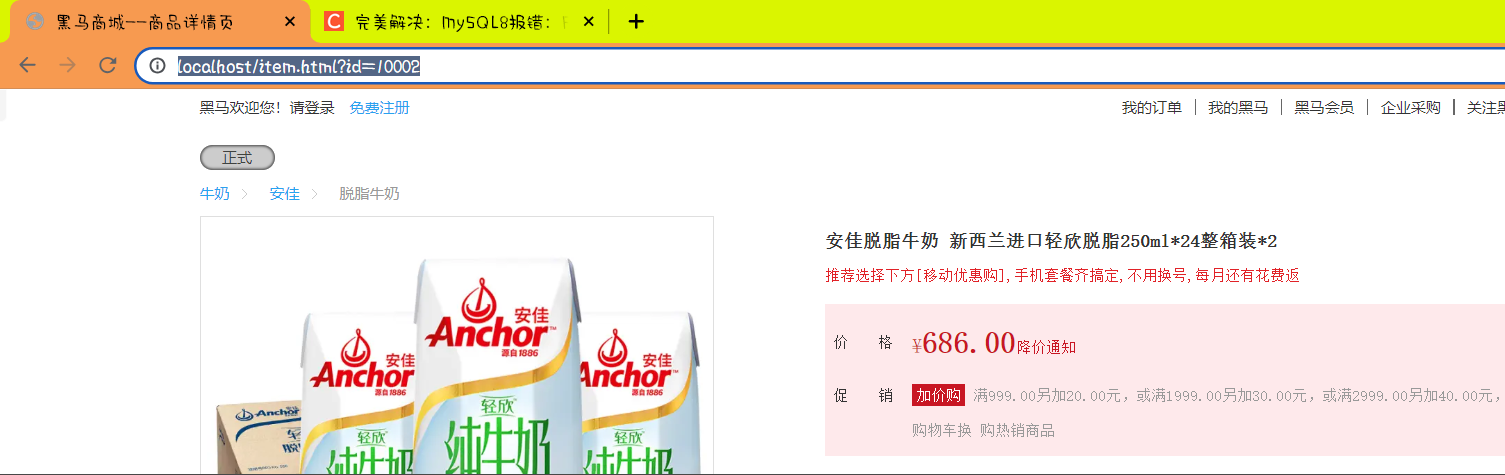 黑马商城--商品详情页
完美解决：MySQL8报错：
localhost/item.html?id=10002
黑马欢迎您！请登录 免费注册
我的订单 | 我的黑马 | 黑马会员 | 企业采购 | 关注黑
正式
牛奶 > 安佳 > 脱脂牛奶
安佳脱脂牛奶 新西兰进口轻欣脱脂250ml*24整箱装*2
推荐选择下方[移动优惠购],手机套餐齐搞定,不用换号,每月还有花费返
价 格 ¥686.00 降价通知
促 销 加价购 满999.00另加20.00元，或满1999.00另加30.00元，或满2999.00另加40.00元，
购物车换 购热销商品
安佳
Anchor™
源自1886
轻欣
纯牛奶
安佳
Anchor
源自1886
轻欣
安佳
Anchor™
源自1886
轻欣
纯牛奶
Anchor